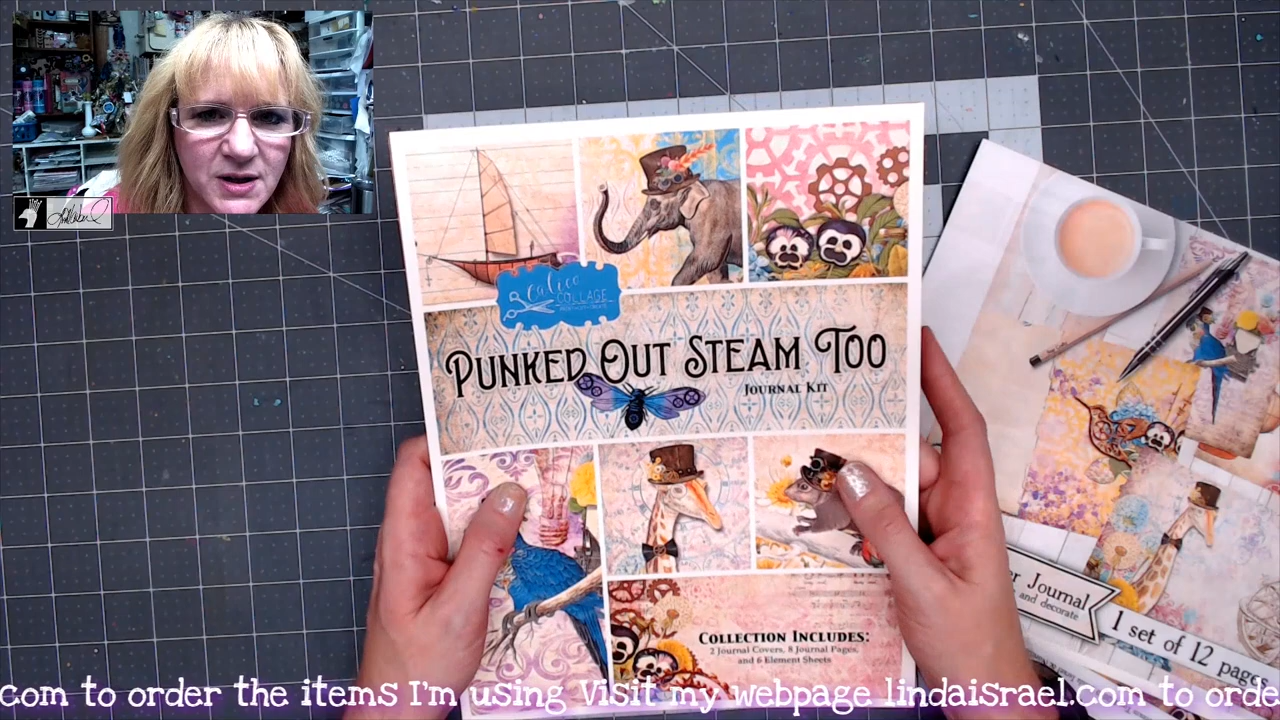 Calico
COLLAGE
PUNKED OUT STEAM TOO
JOURNAL KIT
COLLECTION INCLUDES:
2 Journal Covers, 8 Journal Pages,
and 6 Element Sheets
er Journal
and decorate
1 set of 12 pages
com to order the items I'm using Visit my webpage lindaisrael.com to orde